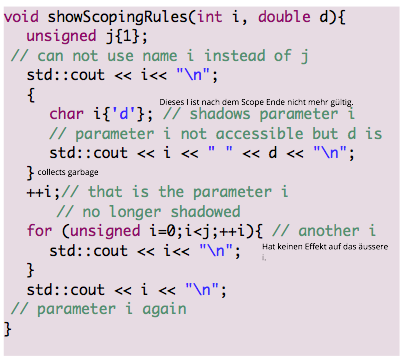 void showScopingRules(int i, double d){
unsigned j{1};
// can not use name i instead of j
std::cout << i<< "\n";
{
Dieses I ist nach dem Scope Ende nicht mehr gültig.
char i{'d'}; // shadows parameter i
// parameter i not accessible but d is
std::cout << i << " " << d << "\n";
} collects garbage
++i;// that is the parameter i
// no longer shadowed
for (unsigned i=0;i<j;++i){ // another i
std::cout << i<< "\n"; Hat keinen Effekt auf das äussere
i,
}
std::cout << i << "\n";
// parameter i again
}